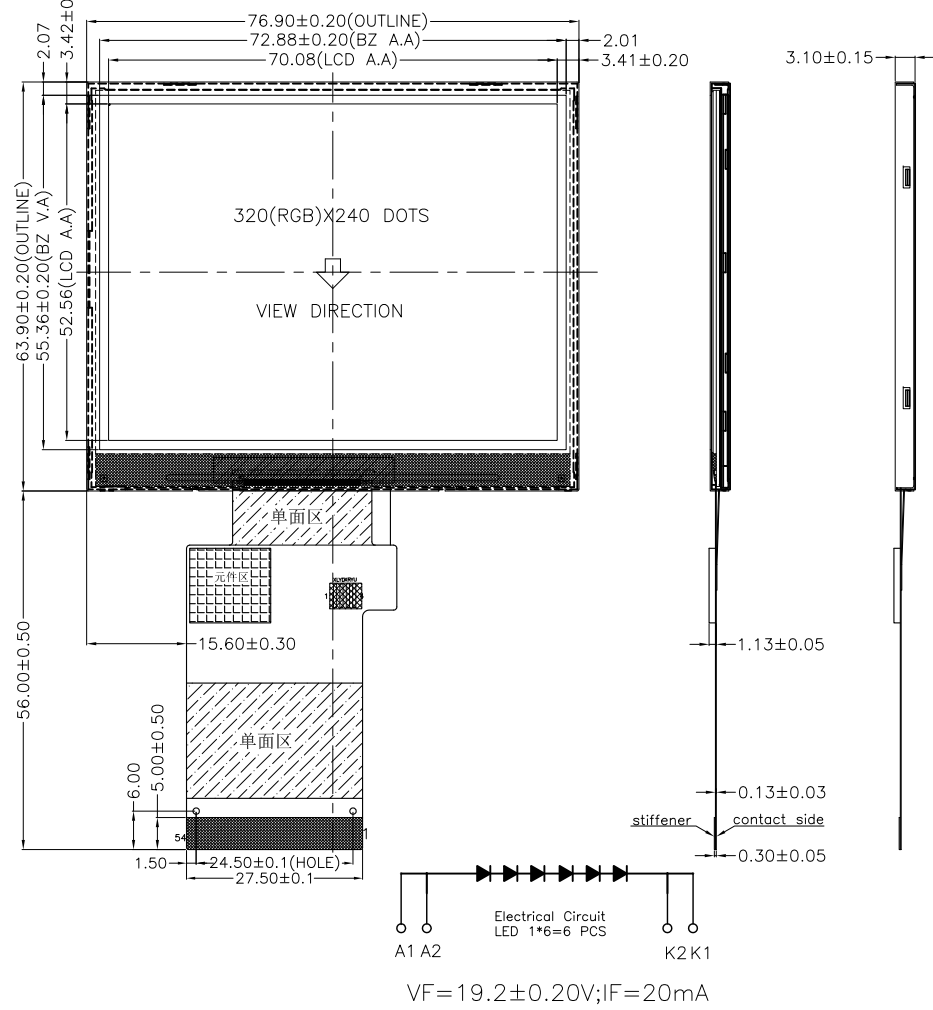 76.90±0.20(OUTLINE)
72.88±0.20(BZ A.A)
70.08(LCD A.A)
2.07
2.01
3.41±0.20
3.10±0.15
63.90±0.20(OUTLINE)
55.36±0.20(BZ V.A)
52.56(LCD A.A)
320(RGB)X240 DOTS
VIEW DIRECTION
单面区
元件区
1
15.60±0.30
1.13±0.05
56.00±0.50
单面区
6.00
5.00±0.50
0.13±0.03
stiffener
contact side
54
1
1.50
24.50±0.1(HOLE)
0.30±0.05
27.50±0.1
Electrical Circuit
LED 1*6=6 PCS
A1 A2
K2 K1
VF=19.2±0.20V;IF=20mA